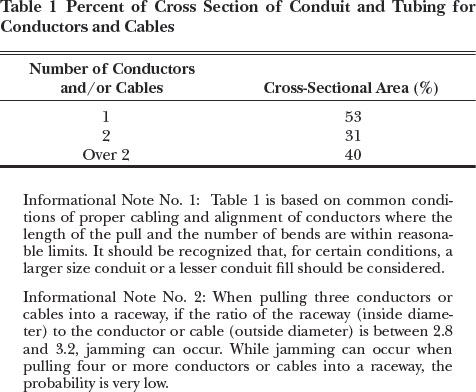 Table 1 Percent of Cross Section of Conduit and Tubing for
Conductors and Cables
Number of Conductors
and/or Cables
Cross-Sectional Area (%)
1 53
2 31
Over 2 40
Informational Note No. 1: Table 1 is based on common condi-
tions of proper cabling and alignment of conductors where the
length of the pull and the number of bends are within reasona-
ble limits. It should be recognized that, for certain conditions, a
larger size conduit or a lesser conduit fill should be considered.
Informational Note No. 2: When pulling three conductors or
cables into a raceway, if the ratio of the raceway (inside diame-
ter) to the conductor or cable (outside diameter) is between 2.8
and 3.2, jamming can occur. While jamming can occur when
pulling four or more conductors or cables into a raceway, the
probability is very low.